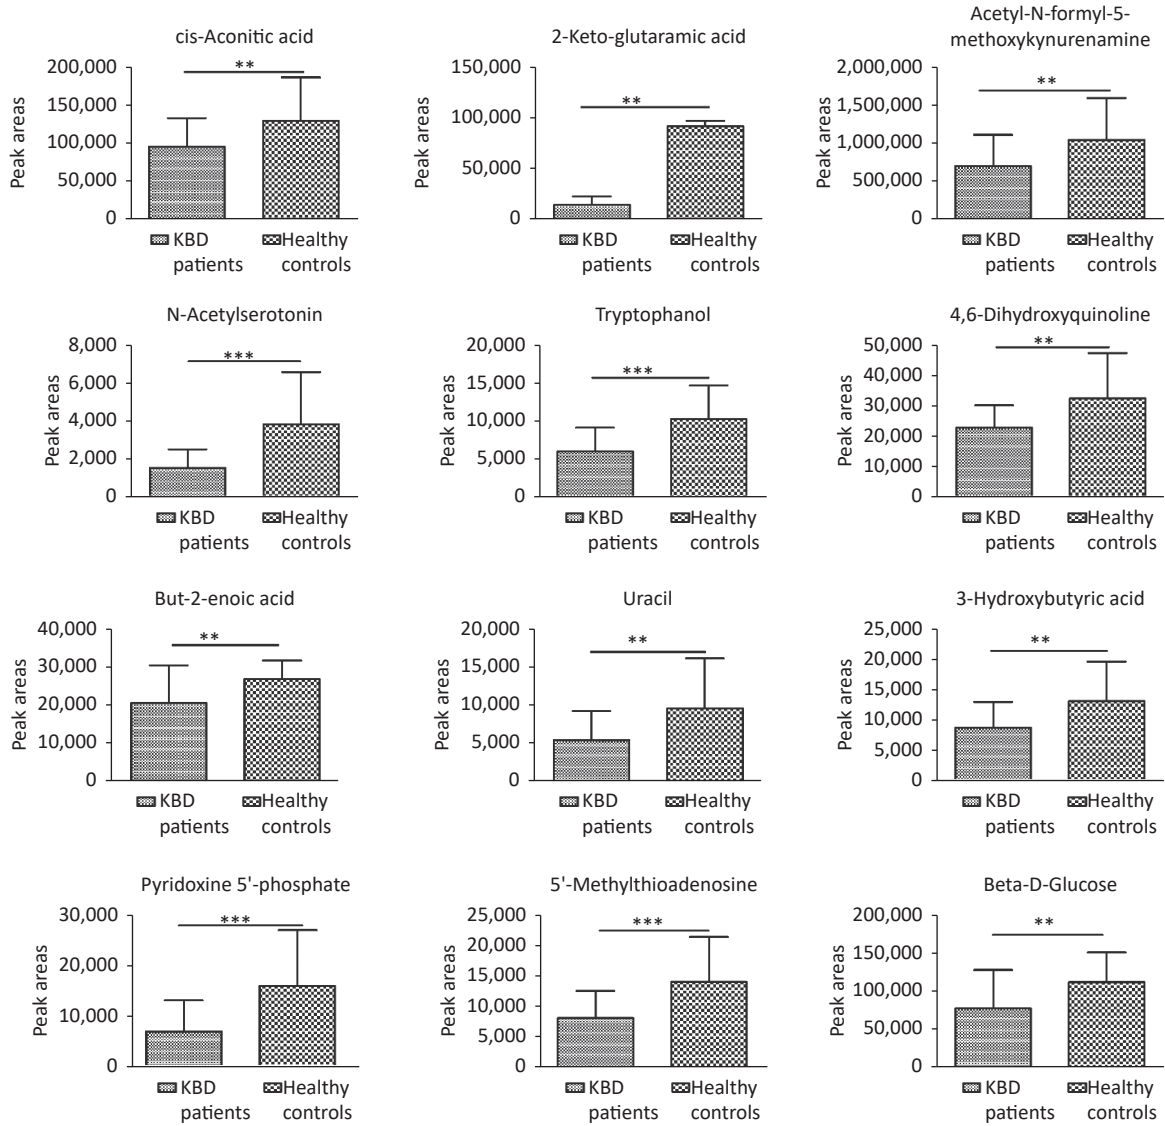 cis-Aconitic acid
Peak areas
200,000
150,000
100,000
50,000
0
**
KBD patients
Healthy controls
2-Keto-glutaramic acid
Peak areas
150,000
100,000
50,000
0
**
KBD patients
Healthy controls
Acetyl-N-formyl-5-
methoxykynurenamine
Peak areas
2,000,000
1,500,000
1,000,000
500,000
0
**
KBD patients
Healthy controls
N-Acetylserotonin
Peak areas
8,000
6,000
4,000
2,000
0
***
KBD patients
Healthy controls
Tryptophanol
Peak areas
20,000
15,000
10,000
5,000
0
***
KBD patients
Healthy controls
4,6-Dihydroxyquinoline
Peak areas
50,000
40,000
30,000
20,000
10,000
0
**
KBD patients
Healthy controls
But-2-enoic acid
Peak areas
40,000
30,000
20,000
10,000
0
**
KBD patients
Healthy controls
Uracil
Peak areas
20,000
15,000
10,000
5,000
0
**
KBD patients
Healthy controls
3-Hydroxybutyric acid
Peak areas
25,000
20,000
15,000
10,000
5,000
0
**
KBD patients
Healthy controls
Pyridoxine 5'-phosphate
Peak areas
30,000
20,000
10,000
0
***
KBD patients
Healthy controls
5'-Methylthioadenosine
Peak areas
25,000
20,000
15,000
10,000
5,000
0
***
KBD patients
Healthy controls
Beta-D-Glucose
Peak areas
200,000
150,000
100,000
50,000
0
**
KBD patients
Healthy controls